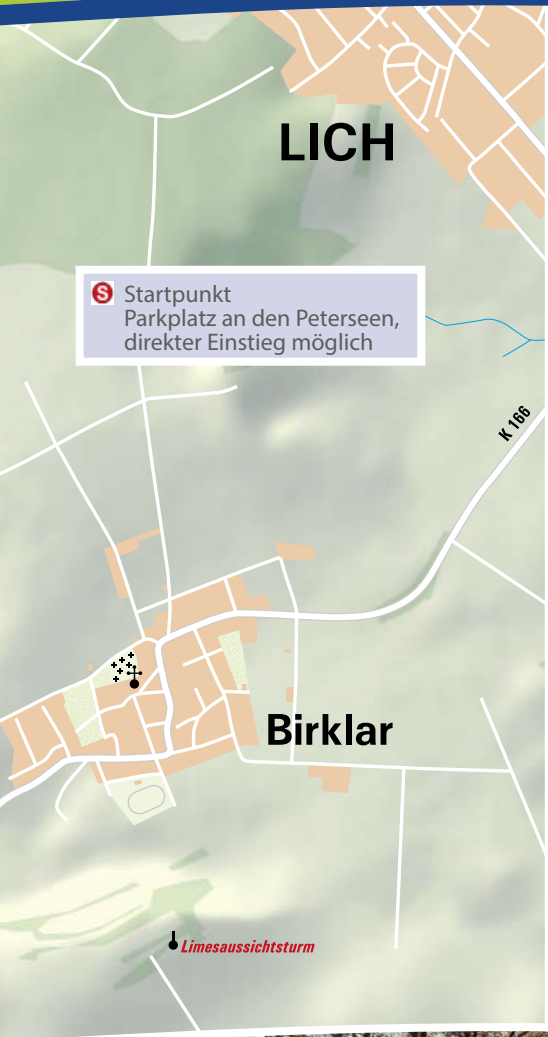 LICH
S Startpunkt
Parkplatz an den Peterseen,
direkter Einstieg möglich
K 166
Birklar
Limesaussichtsturm